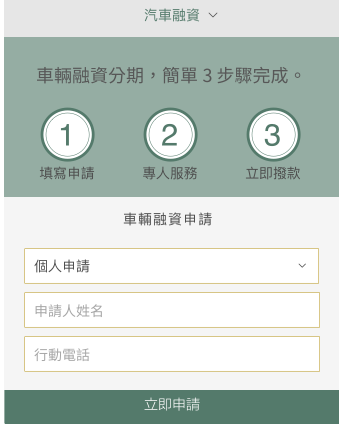 汽車融資
車輛融資分期，簡單 3 步驟完成。
1 2 3
填寫申請 專人服務 立即撥款
車輛融資申請
個人申請
申請人姓名
行動電話
立即申請